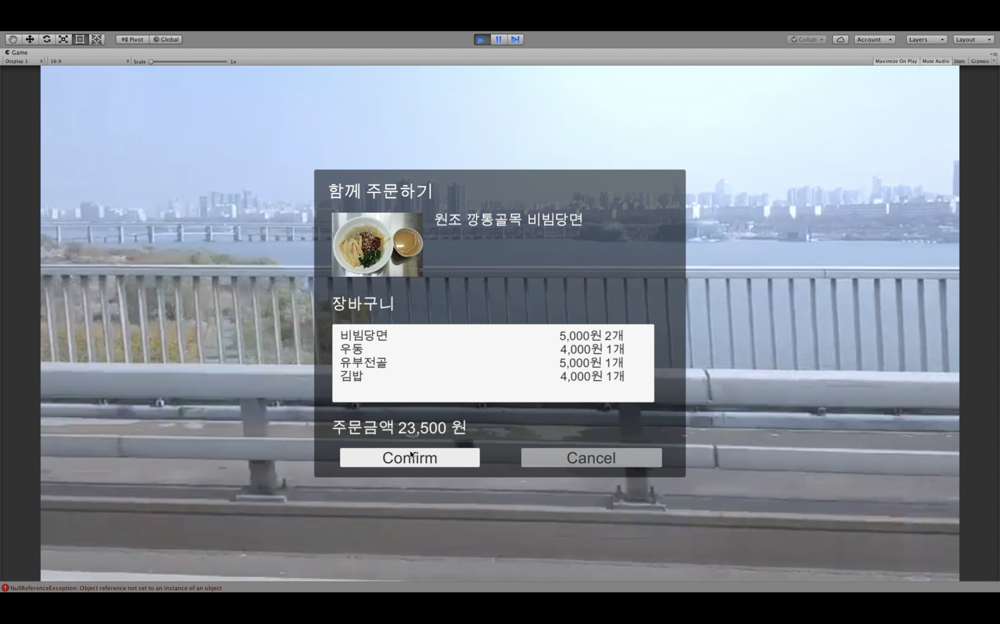 Pivot Global Collab Account Layers Layout
Game
Display 1 16:9 Scale 1x Maximize On Play Mute Audio Stats Gizmos
함께 주문하기
원조 깡통골목 비빔당면
장바구니
비빔당면 5,000원 2개
우동 4,000원 1개
유부전골 5,000원 1개
김밥 4,000원 1개
주문금액 23,500 원
Confirm Cancel
NullReferenceException: Object reference not set to an instance of an object